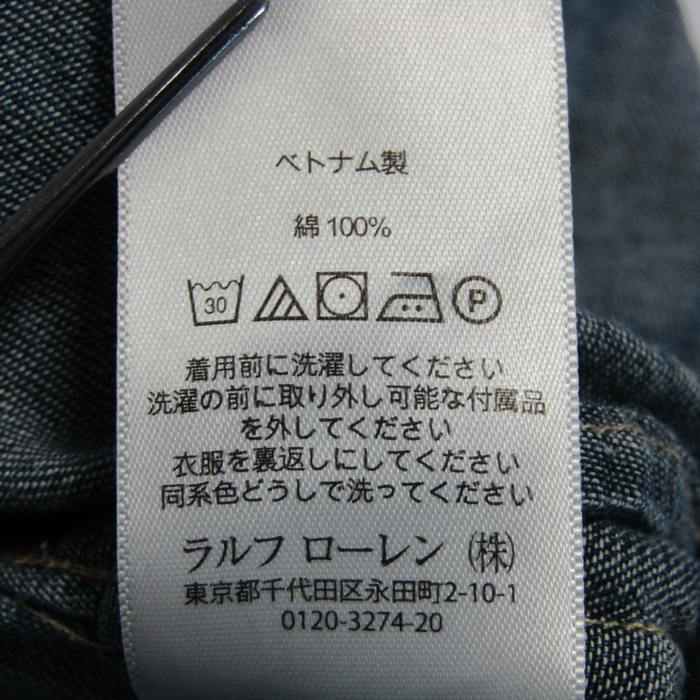 ベトナム製
綿 100%
30
P
着用前に洗濯してください
洗濯の前に取り外し可能な付属品
を外してください
衣服を裏返しにしてください
同系色どうしで洗ってください
ラルフ ローレン (株)
東京都千代田区永田町2-10-1
0120-3274-20